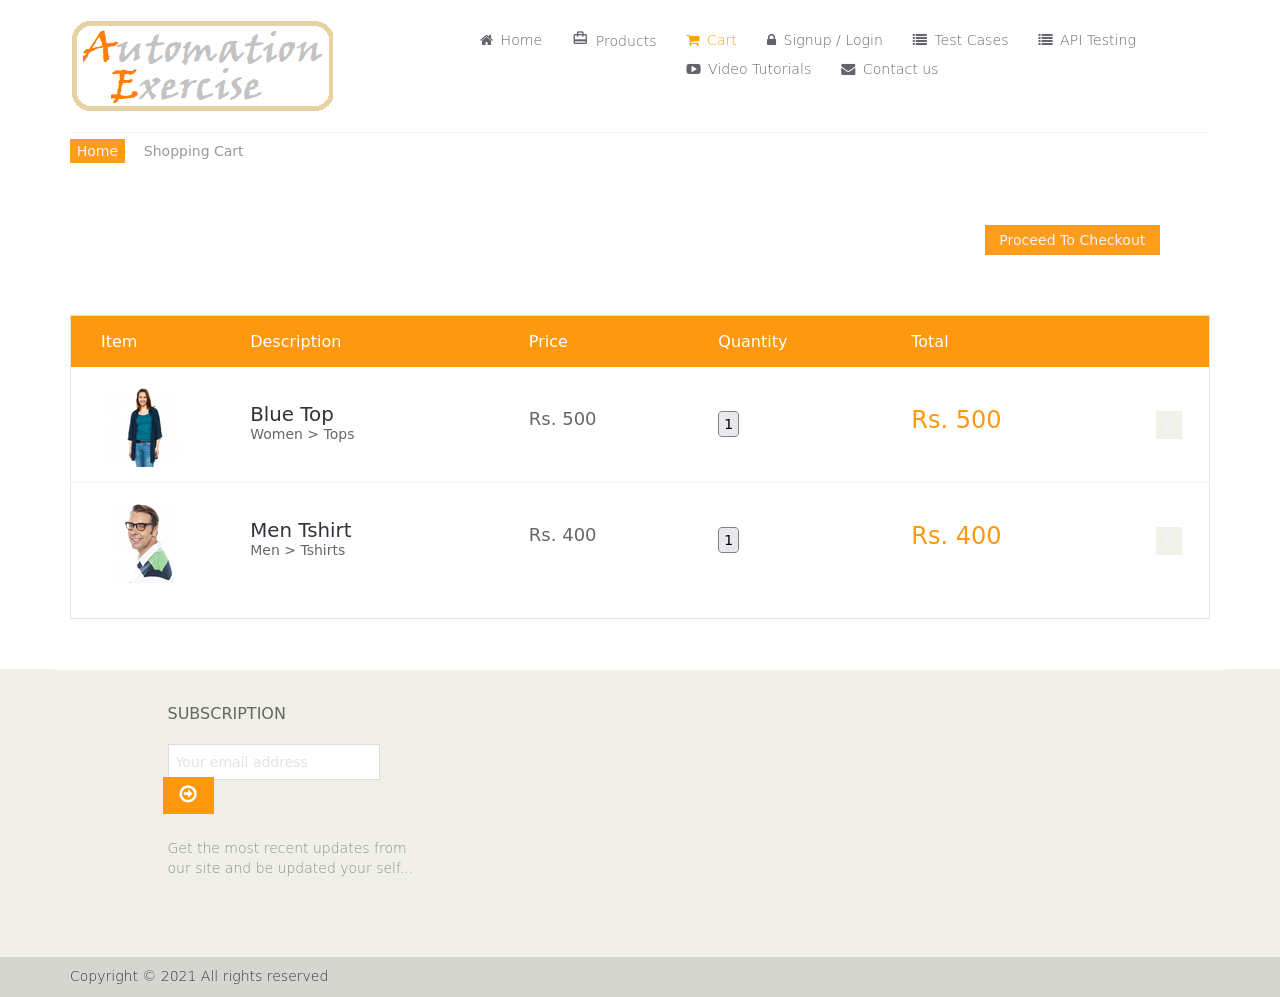 Automation
Exercise
Home
Products
Cart
Signup / Login
Test Cases
API Testing
Video Tutorials
Contact us
Home
Shopping Cart
Proceed To Checkout
Item Description Price Quantity Total
Blue Top
Women > Tops
Rs. 500
1
Rs. 500
Men Tshirt
Men > Tshirts
Rs. 400
1
Rs. 400
SUBSCRIPTION
Your email address
Get the most recent updates from
our site and be updated your self...
Copyright © 2021 All rights reserved